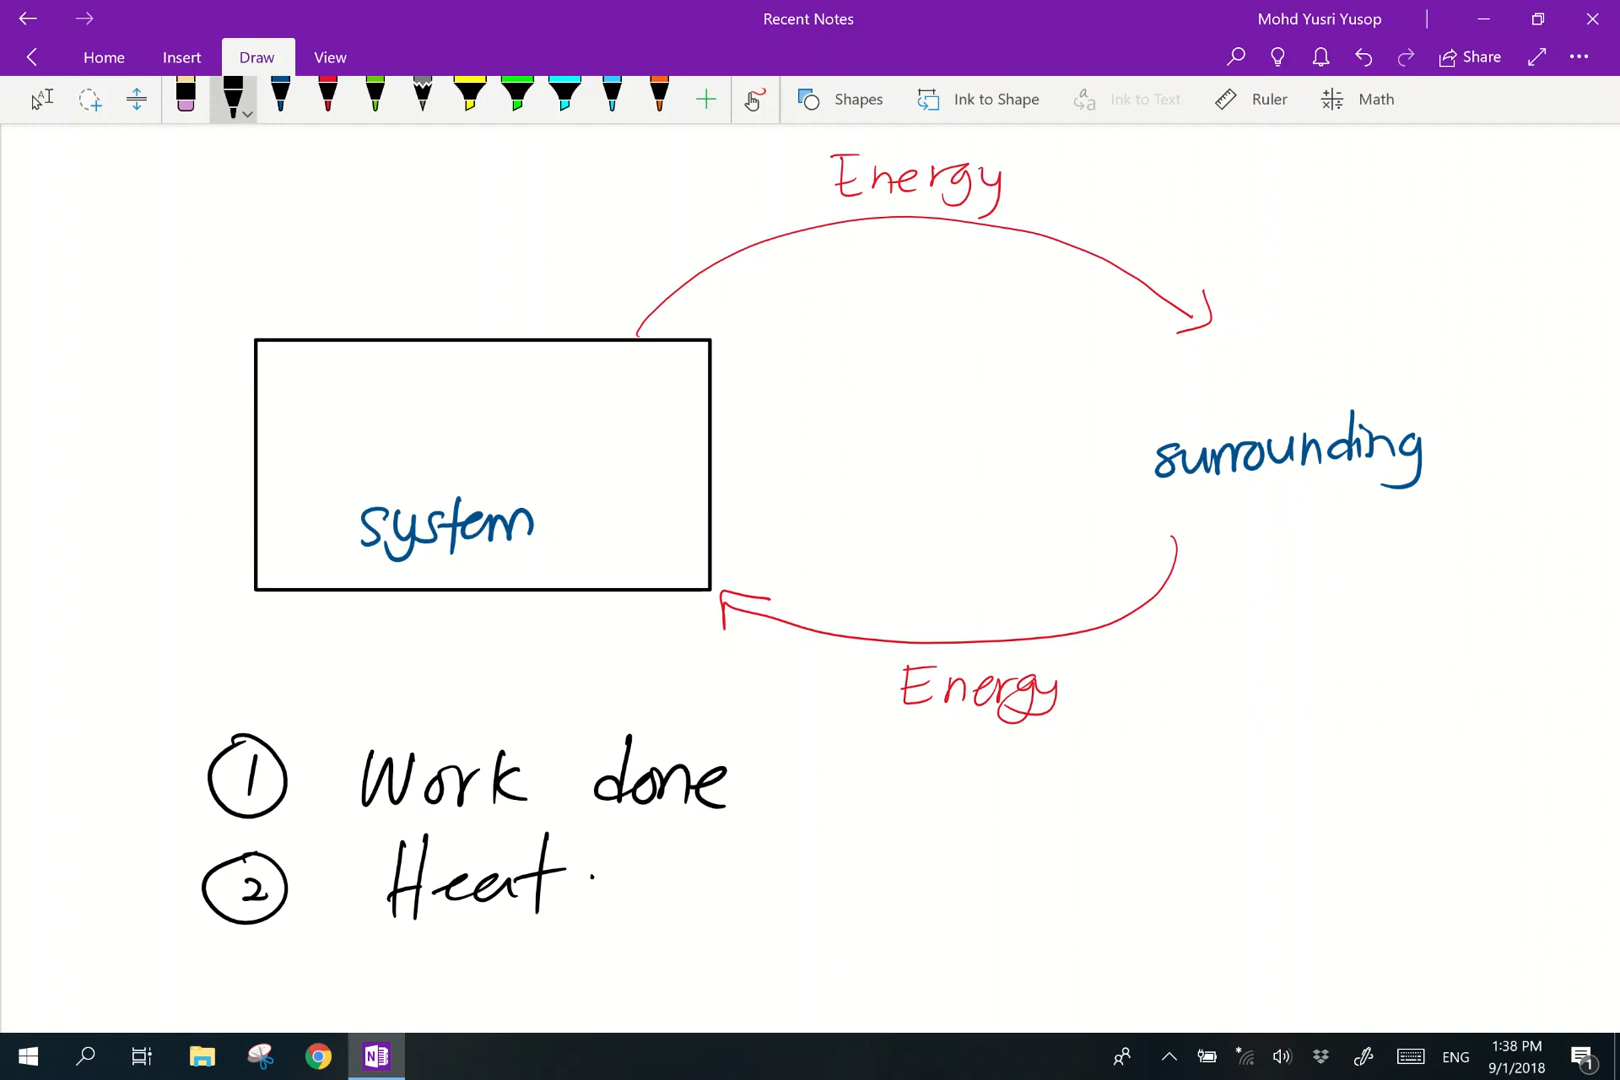 Recent Notes
Mohd Yusri Yusop
Home Insert Draw View
Share
Shapes Ink to Shape Ink to Text Ruler Math
Energy
system
surrounding
Energy
1 Work done
2 Heat.
ENG
1:38 PM
9/1/2018
1